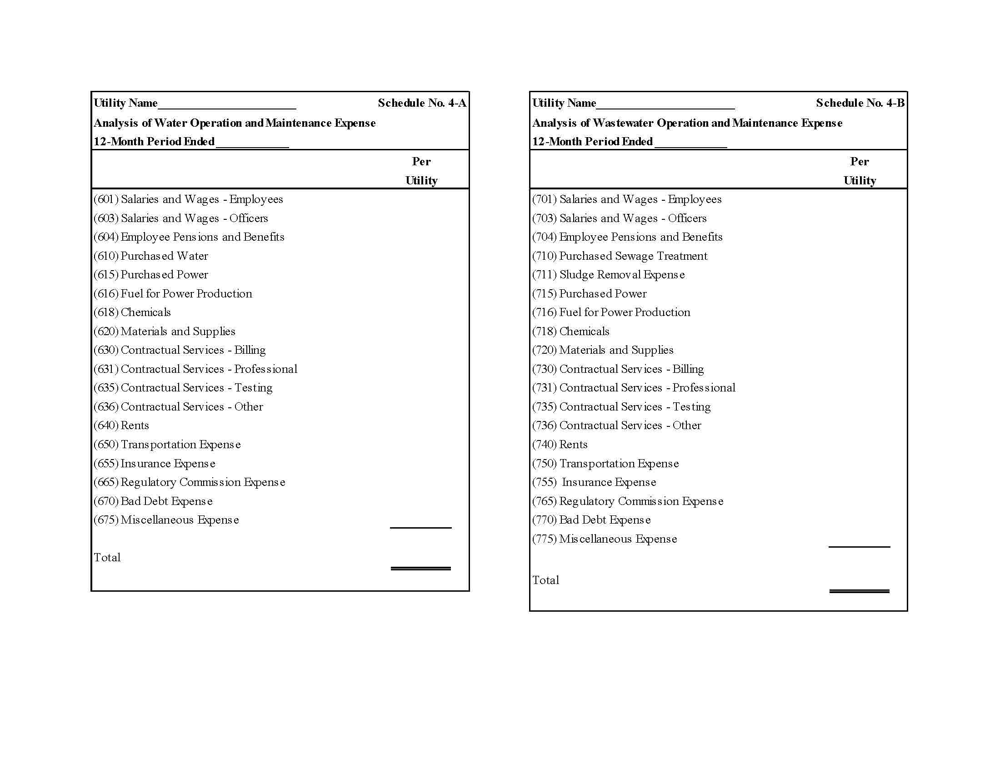 Utility Name____________________ Schedule No. 4-A
Analysis of Water Operation and Maintenance Expense
12-Month Period Ended____________
Per
Utility
(601) Salaries and Wages - Employees
(603) Salaries and Wages - Officers
(604) Employee Pensions and Benefits
(610) Purchased Water
(615) Purchased Power
(616) Fuel for Power Production
(618) Chemicals
(620) Materials and Supplies
(630) Contractual Services - Billing
(631) Contractual Services - Professional
(635) Contractual Services - Testing
(636) Contractual Services - Other
(640) Rents
(650) Transportation Expense
(655) Insurance Expense
(665) Regulatory Commission Expense
(670) Bad Debt Expense
(675) Miscellaneous Expense
Total
Utility Name____________________ Schedule No. 4-B
Analysis of Wastewater Operation and Maintenance Expense
12-Month Period Ended____________
Per
Utility
(701) Salaries and Wages - Employees
(703) Salaries and Wages - Officers
(704) Employee Pensions and Benefits
(710) Purchased Sewage Treatment
(711) Sludge Removal Expense
(715) Purchased Power
(716) Fuel for Power Production
(718) Chemicals
(720) Materials and Supplies
(730) Contractual Services - Billing
(731) Contractual Services - Professional
(735) Contractual Services - Testing
(736) Contractual Services - Other
(740) Rents
(750) Transportation Expense
(755) Insurance Expense
(765) Regulatory Commission Expense
(770) Bad Debt Expense
(775) Miscellaneous Expense
Total